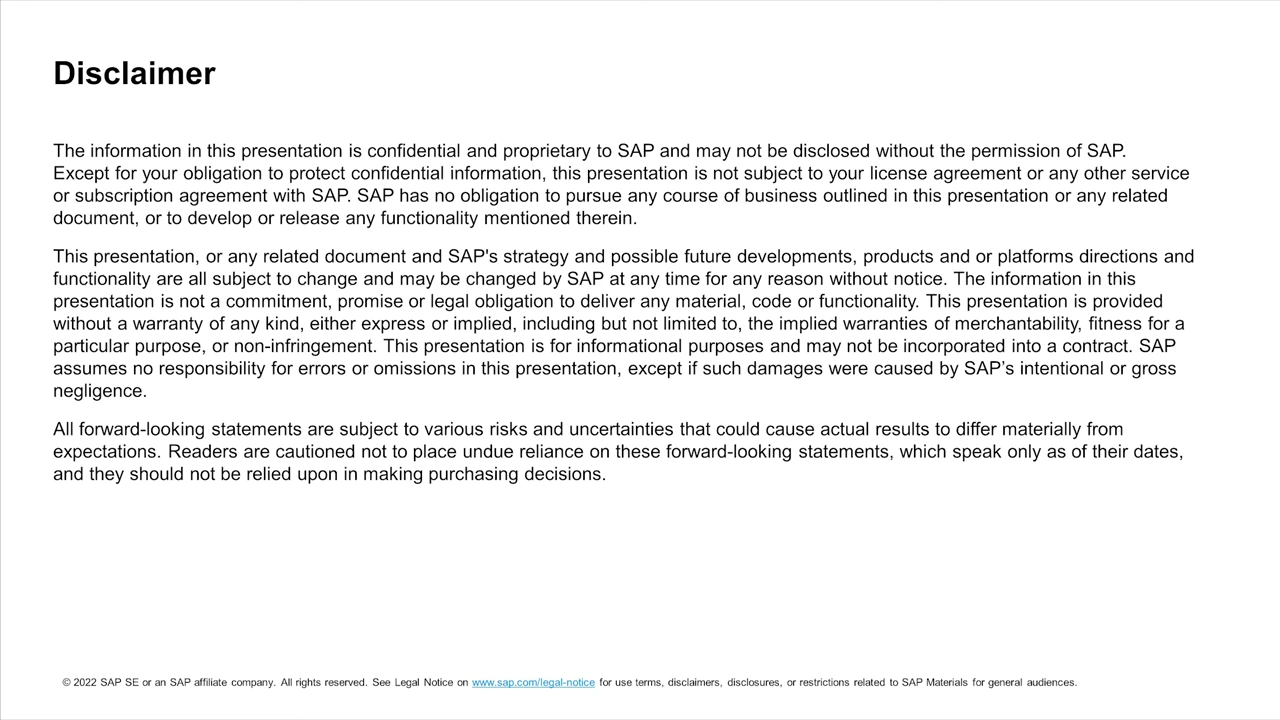 Disclaimer
The information in this presentation is confidential and proprietary to SAP and may not be disclosed without the permission of SAP.
Except for your obligation to protect confidential information, this presentation is not subject to your license agreement or any other service
or subscription agreement with SAP. SAP has no obligation to pursue any course of business outlined in this presentation or any related
document, or to develop or release any functionality mentioned therein.
This presentation, or any related document and SAP's strategy and possible future developments, products and or platforms directions and
functionality are all subject to change and may be changed by SAP at any time for any reason without notice. The information in this
presentation is not a commitment, promise or legal obligation to deliver any material, code or functionality. This presentation is provided
without a warranty of any kind, either express or implied, including but not limited to, the implied warranties of merchantability, fitness for a
particular purpose, or non-infringement. This presentation is for informational purposes and may not be incorporated into a contract. SAP
assumes no responsibility for errors or omissions in this presentation, except if such damages were caused by SAP’s intentional or gross
negligence.
All forward-looking statements are subject to various risks and uncertainties that could cause actual results to differ materially from
expectations. Readers are cautioned not to place undue reliance on these forward-looking statements, which speak only as of their dates,
and they should not be relied upon in making purchasing decisions.
© 2022 SAP SE or an SAP affiliate company. All rights reserved. See Legal Notice on www.sap.com/legal-notice for use terms, disclaimers, disclosures, or restrictions related to SAP Materials for general audiences.